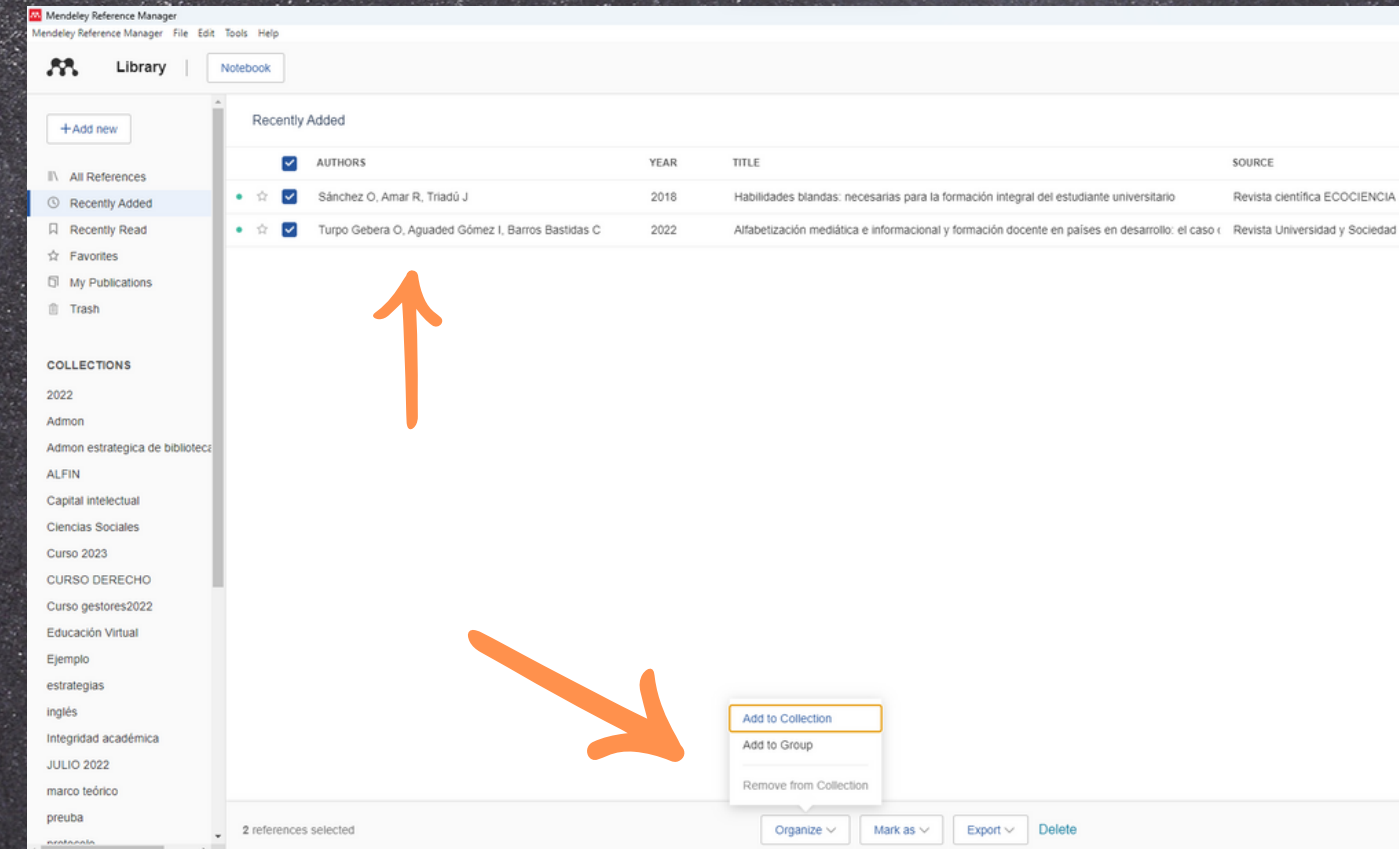 Mendeley Reference Manager
Mendeley Reference Manager File Edit Tools Help
Library | Notebook
+Add new
All References
Recently Added
Recently Read
Favorites
My Publications
Trash
COLLECTIONS
2022
Admon
Admon estrategica de biblioteca
ALFIN
Capital intelectual
Ciencias Sociales
Curso 2023
CURSO DERECHO
Curso gestores2022
Educación Virtual
Ejemplo
estrategias
inglés
Integridad académica
JULIO 2022
marco teórico
preuba
protocolo
Recently Added
AUTHORS YEAR TITLE SOURCE
Sánchez O, Amar R, Triadú J 2018 Habilidades blandas: necesarias para la formación integral del estudiante universitario Revista científica ECOCIENCIA
Turpo Gebera O, Aguaded Gómez I, Barros Bastidas C 2022 Alfabetización mediática e informacional y formación docente en países en desarrollo: el caso Revista Universidad y Sociedad
Add to Collection
Add to Group
Remove from Collection
2 references selected Organize Mark as Export Delete